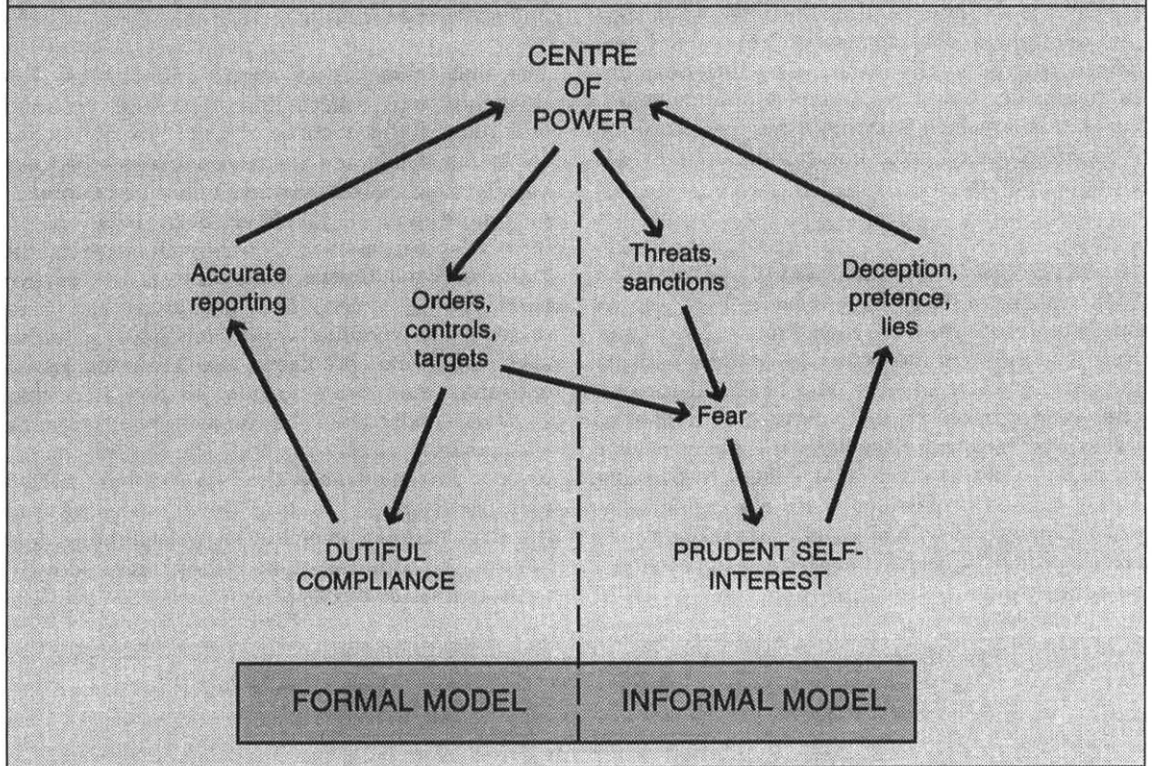 CENTRE
OF
POWER
Accurate
reporting
Orders,
controls,
targets
Threats,
sanctions
Deception,
pretence,
lies
Fear
DUTIFUL
COMPLIANCE
PRUDENT SELF-
INTEREST
FORMAL MODEL
INFORMAL MODEL